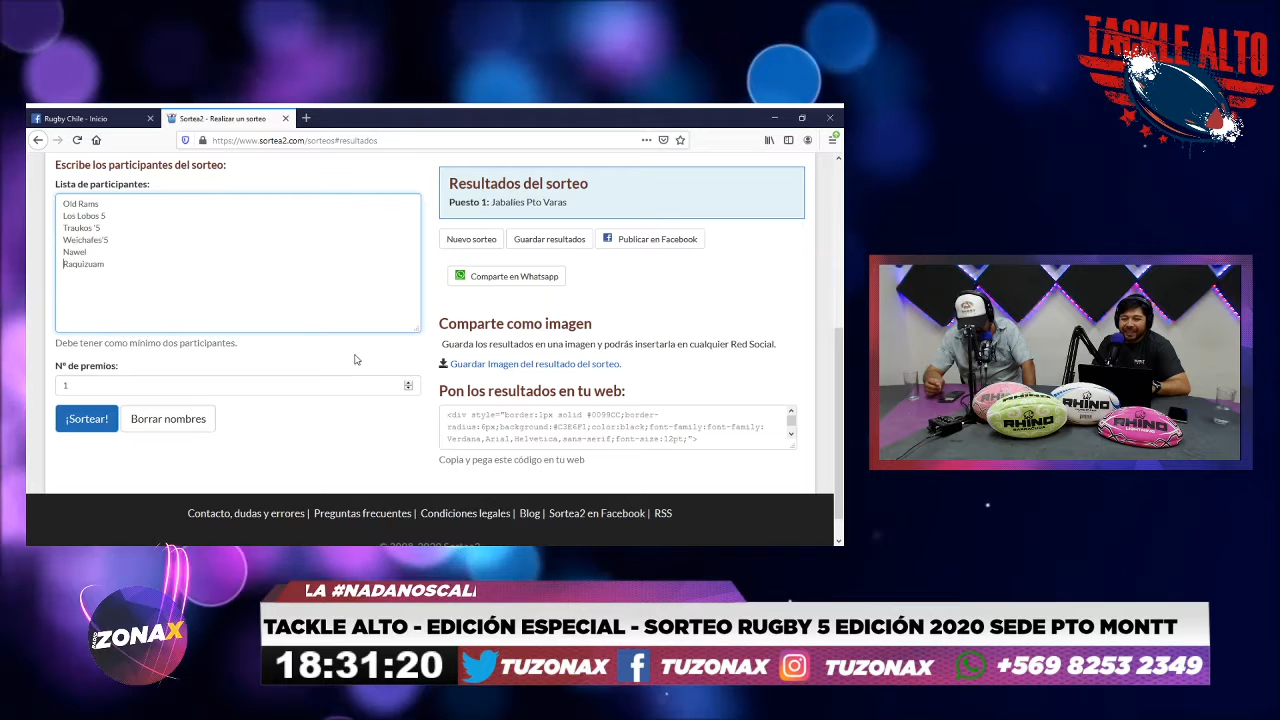 TACKLE ALTO
Rugby Chile - Inicio
Sortea2 - Realizar un sorteo
https://www.sortea2.com/sorteos#resultados
Escribe los participantes del sorteo:
Lista de participantes:
Old Rams
Los Lobos 5
Traukos '5
Weichafes'5
Nawel
Raquizuam
Debe tener como mínimo dos participantes.
Nº de premios:
1
¡Sortear!
Borrar nombres
Resultados del sorteo
Puesto 1: Jabalíes Pto Varas
Nuevo sorteo
Guardar resultados
Publicar en Facebook
Comparte en Whatsapp
Comparte como imagen
Guarda los resultados en una imagen y podrás insertarla en cualquier Red Social.
Guardar Imagen del resultado del sorteo.
Pon los resultados en tu web:
<div style="border:1px solid #0099CC;border-
radius:6px;background:#C3E6F1;color:black;font-family:font-family:
Verdana,Arial,Helvetica,sans-serif;font-size:12pt;">
Copia y pega este código en tu web
Contacto, dudas y errores | Preguntas frecuentes | Condiciones legales | Blog | Sortea2 en Facebook | RSS
RHINO
RHINO
RHINO
LA #NADANOSCALL
RADIO ZONAX
TACKLE ALTO - EDICIÓN ESPECIAL - SORTEO RUGBY 5 EDICIÓN 2020 SEDE PTO MONTT
18:31:20
TUZONAX
TUZONAX
TUZONAX
+569 8253 2349